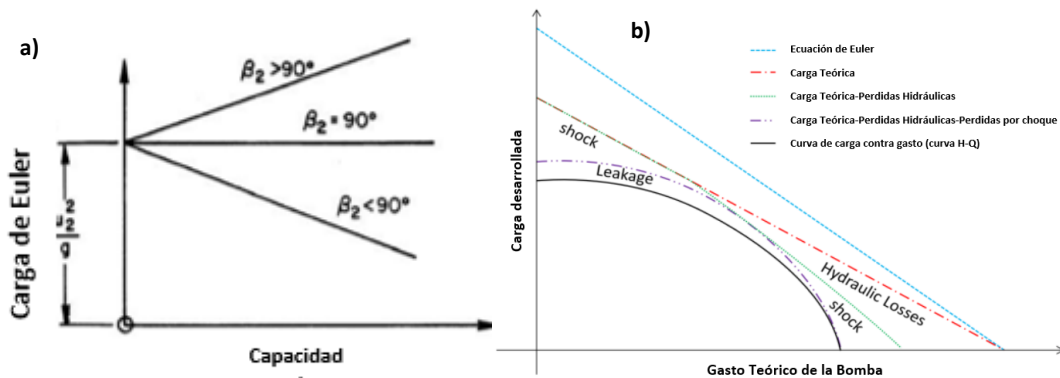 a)
β₂ > 90°
β₂ = 90°
β₂ < 90°
Carga de Euler
u₂²
g
Capacidad
b)
Ecuación de Euler
Carga Teórica
Carga Teórica-Perdidas Hidráulicas
Carga Teórica-Perdidas Hidráulicas-Perdidas por choque
Curva de carga contra gasto (curva H-Q)
shock
Leakage
Hydraulic Losses
shock
Carga desarrollada
Gasto Teórico de la Bomba